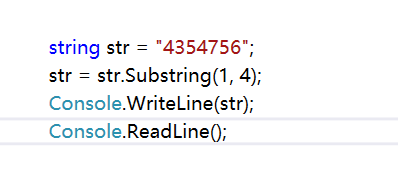 string str = "4354756";
str = str.Substring(1, 4);
Console.WriteLine(str);
Console.ReadLine();